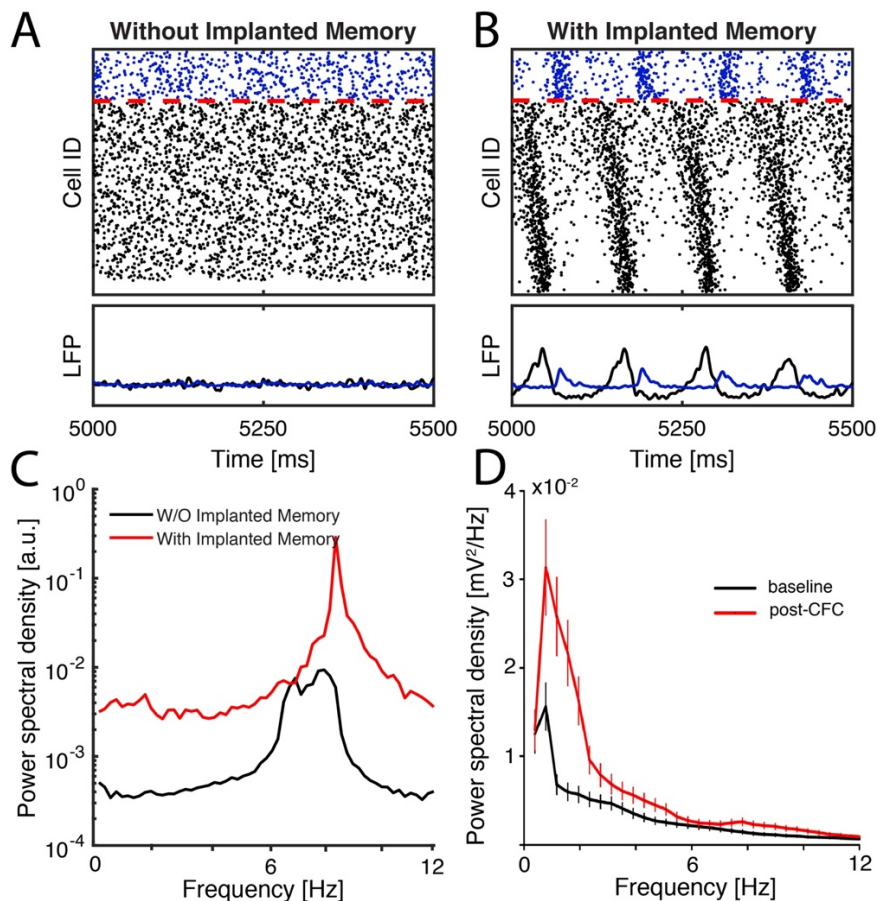 A
Without Implanted Memory
Cell ID
LFP
5000
5250
5500
Time [ms]
B
With Implanted Memory
Cell ID
LFP
5000
5250
5500
Time [ms]
C
Power spectral density [a.u.]
10^0
10^-1
10^-2
10^-3
10^-4
W/O Implanted Memory
With Implanted Memory
0
6
12
Frequency [Hz]
D
Power spectral density [mV²/Hz]
x10^-2
4
3
2
1
baseline
post-CFC
0
6
12
Frequency [Hz]